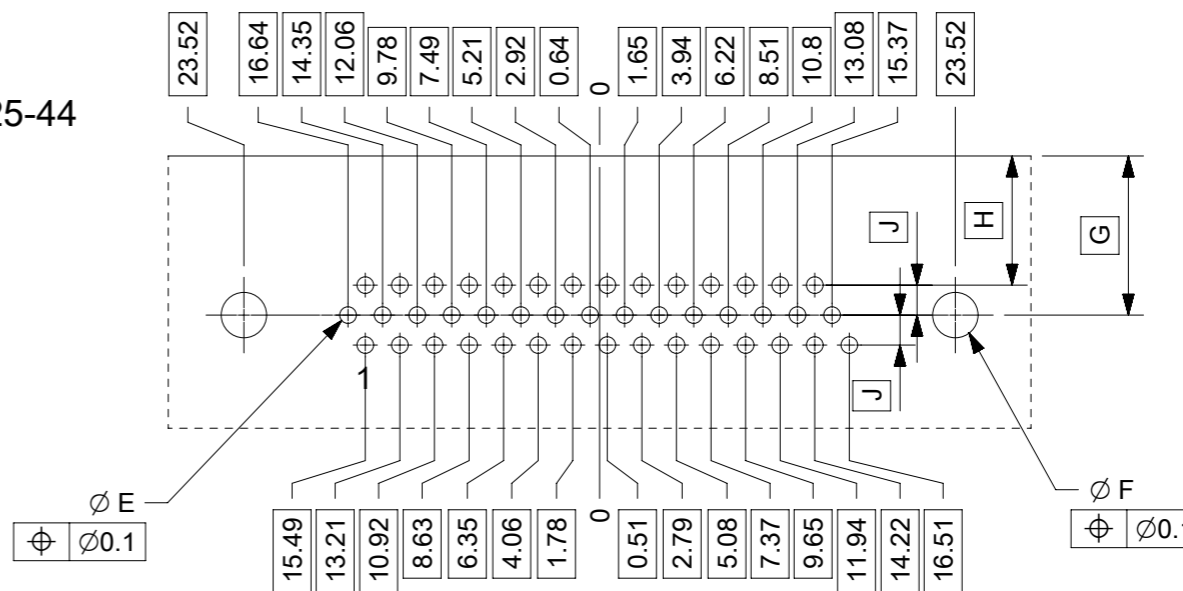 23.52 16.64 14.35 12.06 9.78 7.49 5.21 2.92 0.64 0 1.65 3.94 6.22 8.51 10.8 13.08 15.37 23.52
25-44
H
G
J
1
J
Ø E
Ø F
⌖ Ø0.1
⌖ Ø0.1
15.49 13.21 10.92 8.63 6.35 4.06 1.78 0 0.51 2.79 5.08 7.37 9.65 11.94 14.22 16.51